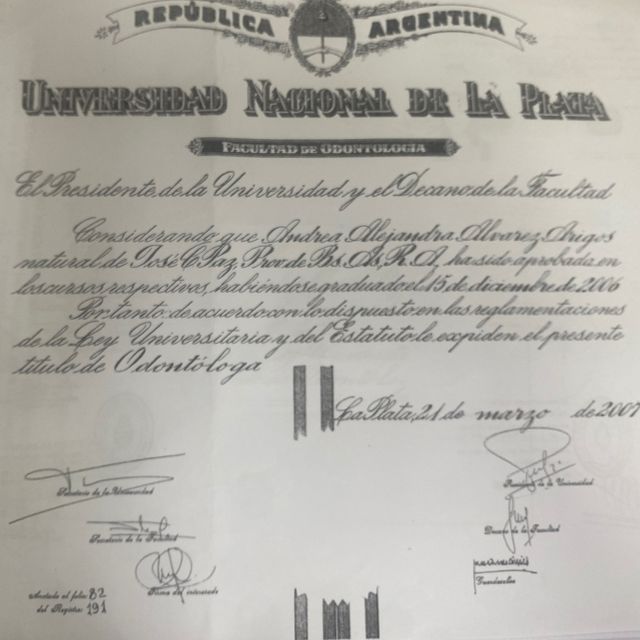 REPÚBLICA ARGENTINA
UNIVERSIDAD NACIONAL DE LA PLATA
FACULTAD DE ODONTOLOGIA
El Presidente de la Universidad y el Decano de la Facultad
Considerando que Andrea Alejandra Alvarez Arigos
natural de José C. Paz, Prov. de Bs. As., R.A. ha sido aprobada en
los cursos respectivos, habiéndose graduado el 15 de diciembre de 2006
Por tanto: de acuerdo con lo dispuesto en las reglamentaciones
de la Ley Universitaria y del Estatuto le expiden el presente
título de Odontóloga
La Plata, 21 de marzo de 2007
Secretario de la Universidad
Presidente de la Universidad
Secretario de la Facultad
Decano de la Facultad
Firma del interesado
Anotado al folio: 82
del Registro: 191